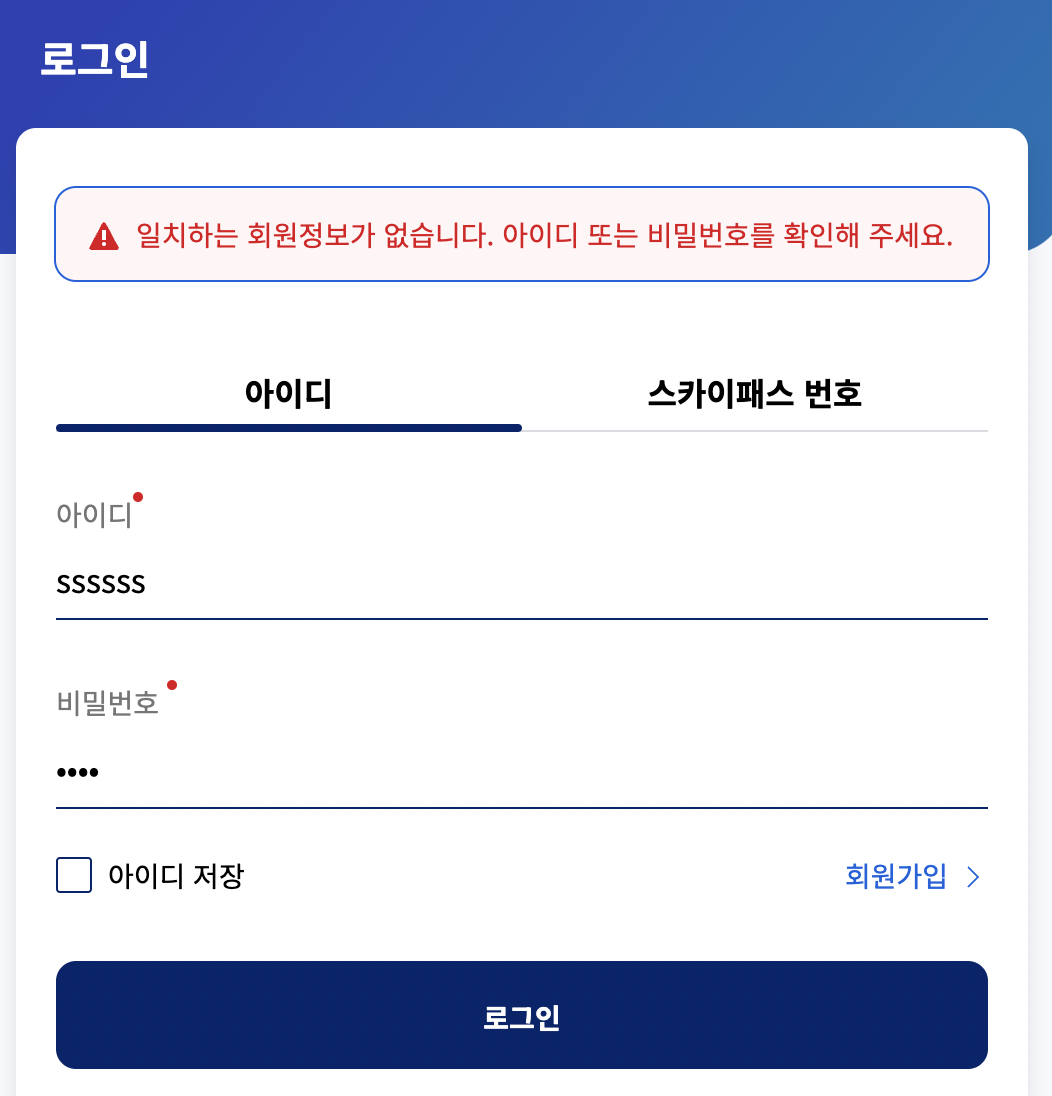 로그인
일치하는 회원정보가 없습니다. 아이디 또는 비밀번호를 확인해 주세요.
아이디 스카이패스 번호
아이디
ssssss
비밀번호
••••
아이디 저장 회원가입
로그인